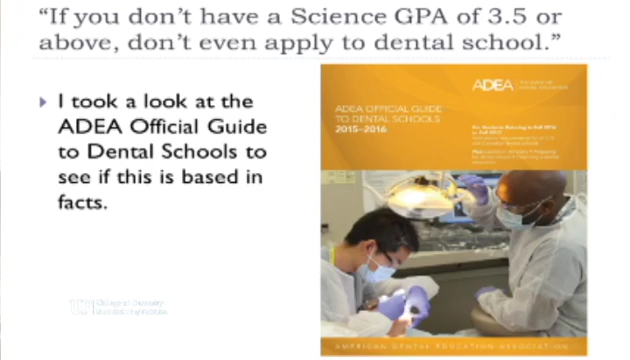 “If you don’t have a Science GPA of 3.5 or
above, don’t even apply to dental school.”
I took a look at the
ADEA Official Guide
to Dental Schools to
see if this is based in
facts.
ADEA
ADEA OFFICIAL GUIDE
TO DENTAL SCHOOLS
2015–2016
AMERICAN DENTAL EDUCATION ASSOCIATION